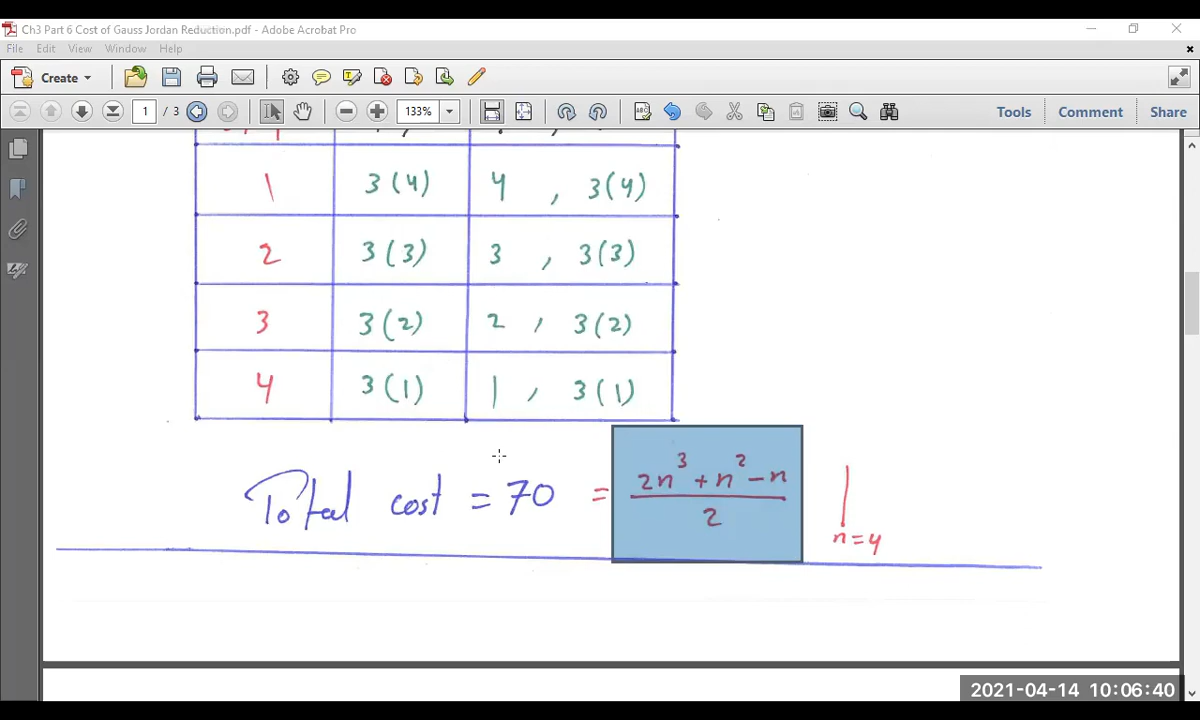 Ch3 Part 6 Cost of Gauss Jordan Reduction.pdf - Adobe Acrobat Pro
File Edit View Window Help
Create
1 / 3 133% Tools Comment Share
1 3(4) 4 , 3(4)
2 3(3) 3 , 3(3)
3 3(2) 2 , 3(2)
4 3(1) 1 , 3(1)
Total cost = 70 = (2n³ + n² - n)/2 | n=4
2021-04-14 10:06:40